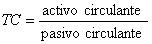 TC = activo circulante
pasivo circulante